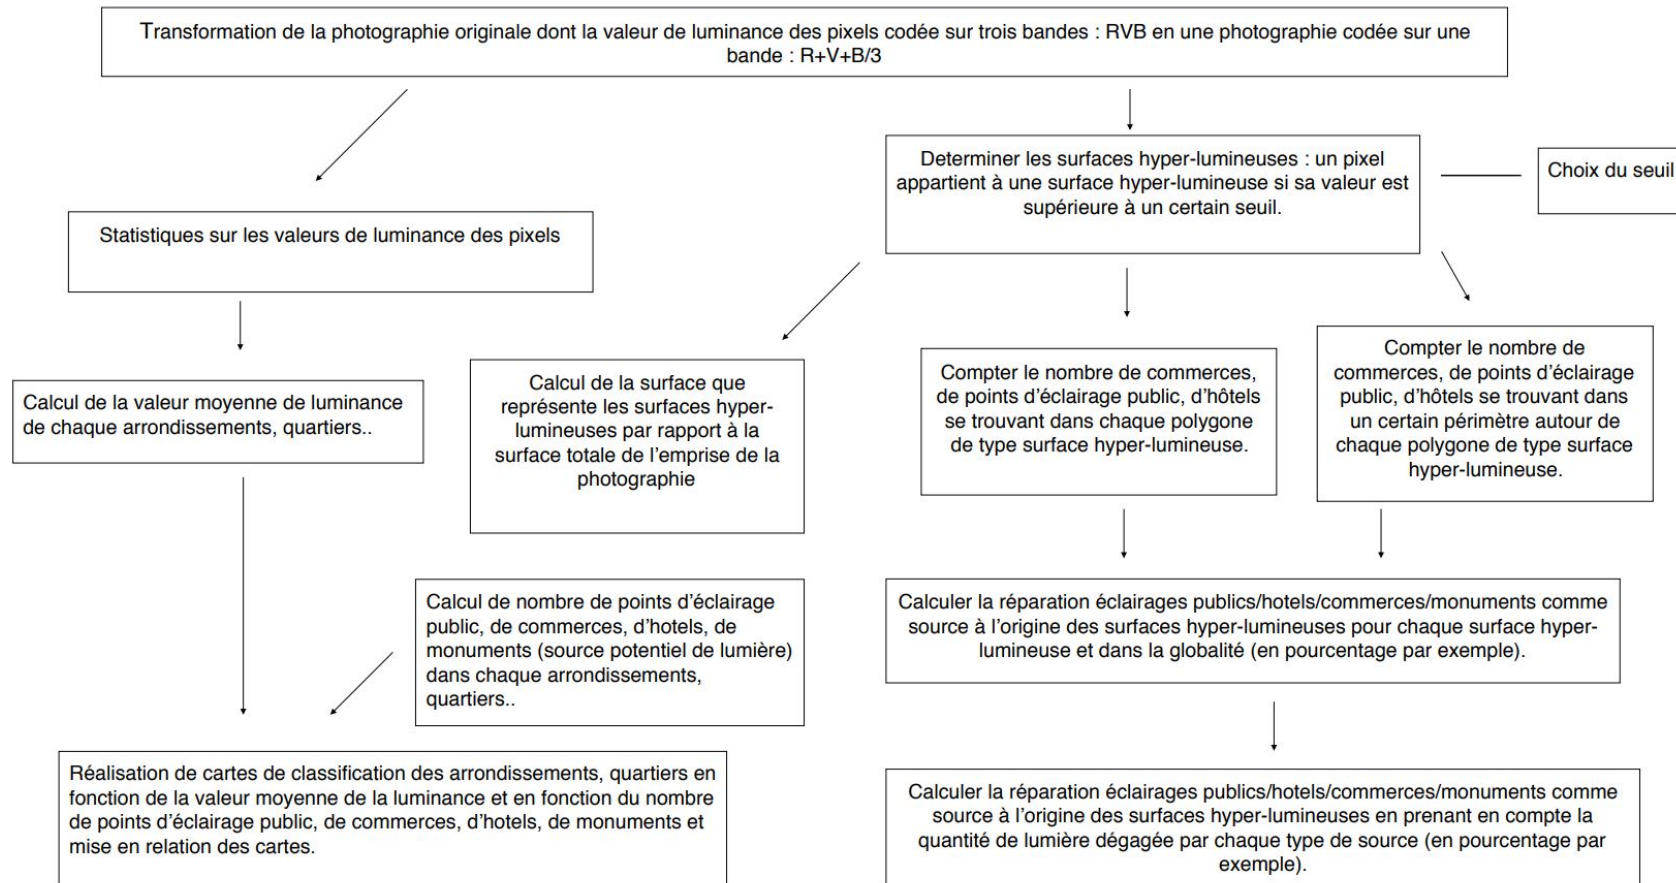 Transformation de la photographie originale dont la valeur de luminance des pixels codée sur trois bandes : RVB en une photographie codée sur une
bande : R+V+B/3
Determiner les surfaces hyper-lumineuses : un pixel
appartient à une surface hyper-lumineuse si sa valeur est
supérieure à un certain seuil.
Choix du seuil
Statistiques sur les valeurs de luminance des pixels
Calcul de la valeur moyenne de luminance
de chaque arrondissements, quartiers..
Calcul de la surface que
représente les surfaces hyper-
lumineuses par rapport à la
surface totale de l'emprise de la
photographie
Compter le nombre de commerces,
de points d'éclairage public, d'hôtels
se trouvant dans chaque polygone
de type surface hyper-lumineuse.
Compter le nombre de
commerces, de points d'éclairage
public, d'hôtels se trouvant dans
un certain périmètre autour de
chaque polygone de type surface
hyper-lumineuse.
Calcul de nombre de points d'éclairage
public, de commerces, d'hotels, de
monuments (source potentiel de lumière)
dans chaque arrondissements,
quartiers..
Calculer la réparation éclairages publics/hotels/commerces/monuments comme
source à l'origine des surfaces hyper-lumineuses pour chaque surface hyper-
lumineuse et dans la globalité (en pourcentage par exemple).
Réalisation de cartes de classification des arrondissements, quartiers en
fonction de la valeur moyenne de la luminance et en fonction du nombre
de points d'éclairage public, de commerces, d'hotels, de monuments et
mise en relation des cartes.
Calculer la réparation éclairages publics/hotels/commerces/monuments comme
source à l'origine des surfaces hyper-lumineuses en prenant en compte la
quantité de lumière dégagée par chaque type de source (en pourcentage par
exemple).